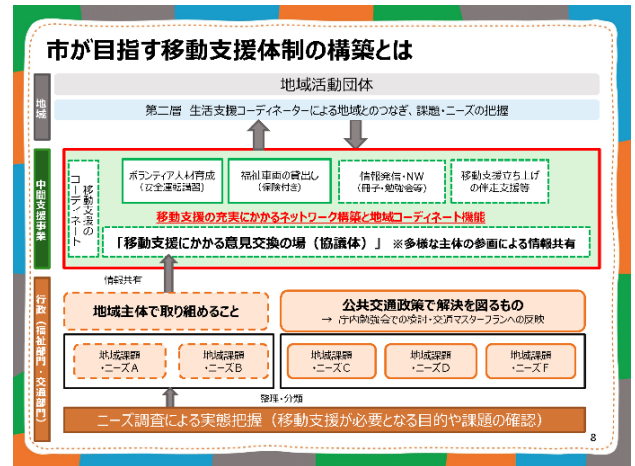 市が目指す移動支援体制の構築とは
地域
地域活動団体
第二層 生活支援コーディネーターによる地域とのつなぎ、課題・ニーズの把握
中間支援事業
移動支援の
コーディネート
ボランティア人材育成
(安全運転講習)
福祉車両の貸出し
(保険付き)
情報発信・NW
(冊子・勉強会等)
移動支援立ち上げ
の伴走支援等
移動支援の充実にかかるネットワーク構築と地域コーディネート機能
「移動支援にかかる意見交換の場(協議体)」 ※多様な主体の参画による情報共有
行政(福祉部門・交通部門)
情報共有
地域主体で取り組めること
公共交通政策で解決を図るもの
→ 庁内勉強会での検討・交通マスタープランへの反映
地域課題
・ニーズA
地域課題
・ニーズB
地域課題
・ニーズC
地域課題
・ニーズD
地域課題
・ニーズF
整理・分類
ニーズ調査による実態把握(移動支援が必要となる目的や課題の確認)
8